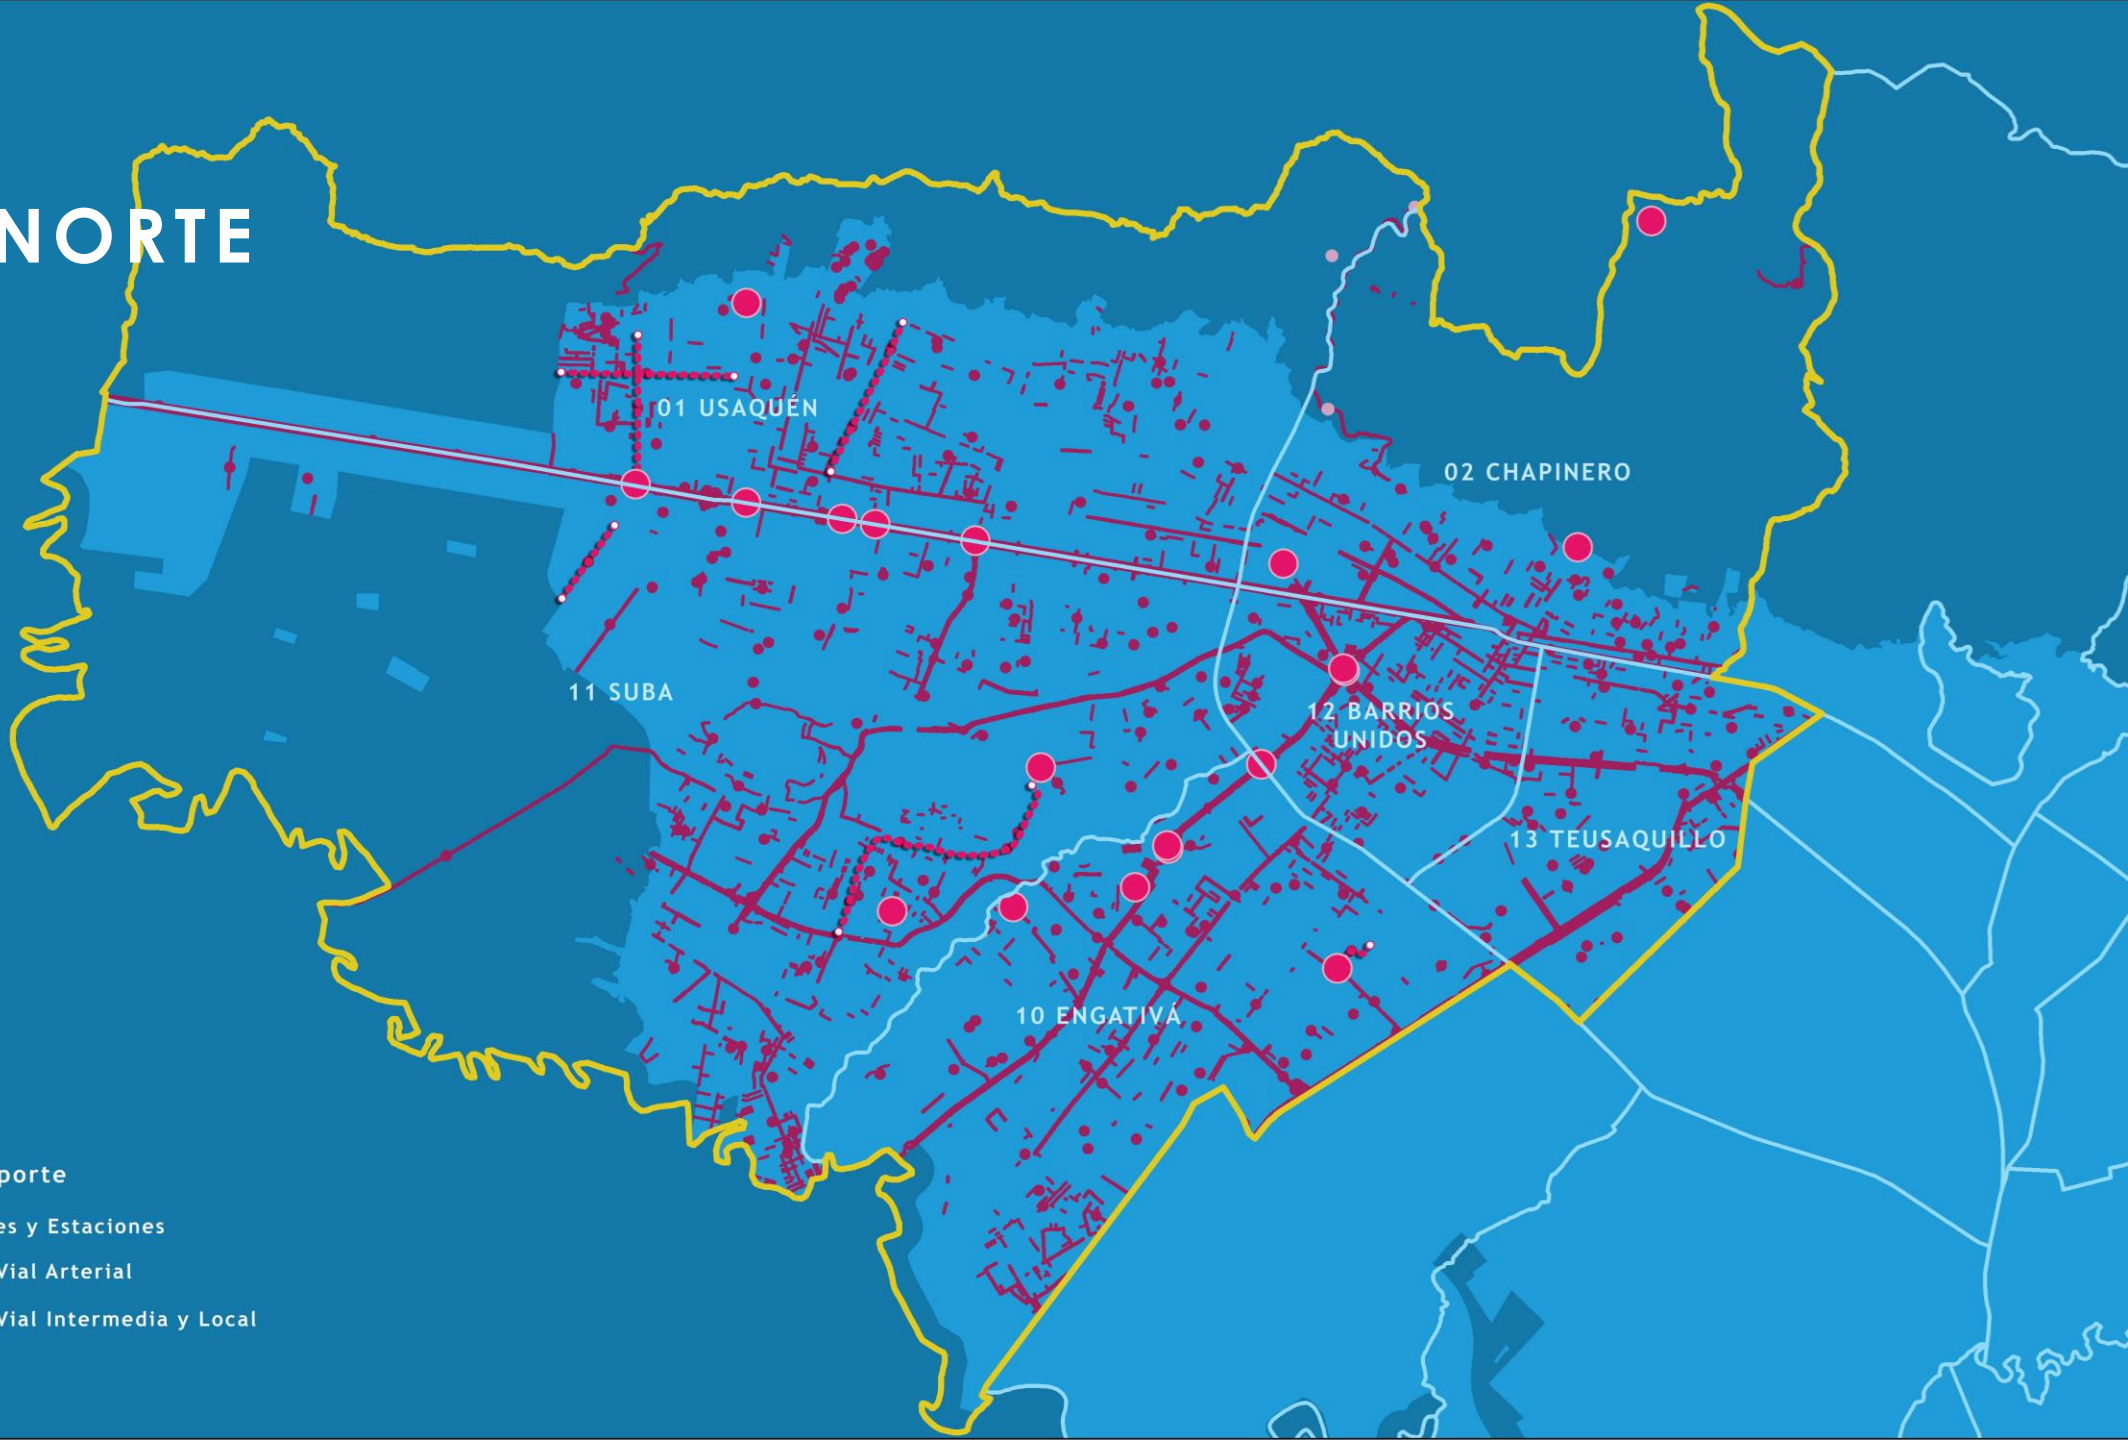 NORTE
01 USAQUÉN
02 CHAPINERO
11 SUBA
12 BARRIOS
UNIDOS
13 TEUSAQUILLO
10 ENGATIVÁ
porte
es y Estaciones
Vial Arterial
Vial Intermedia y Local